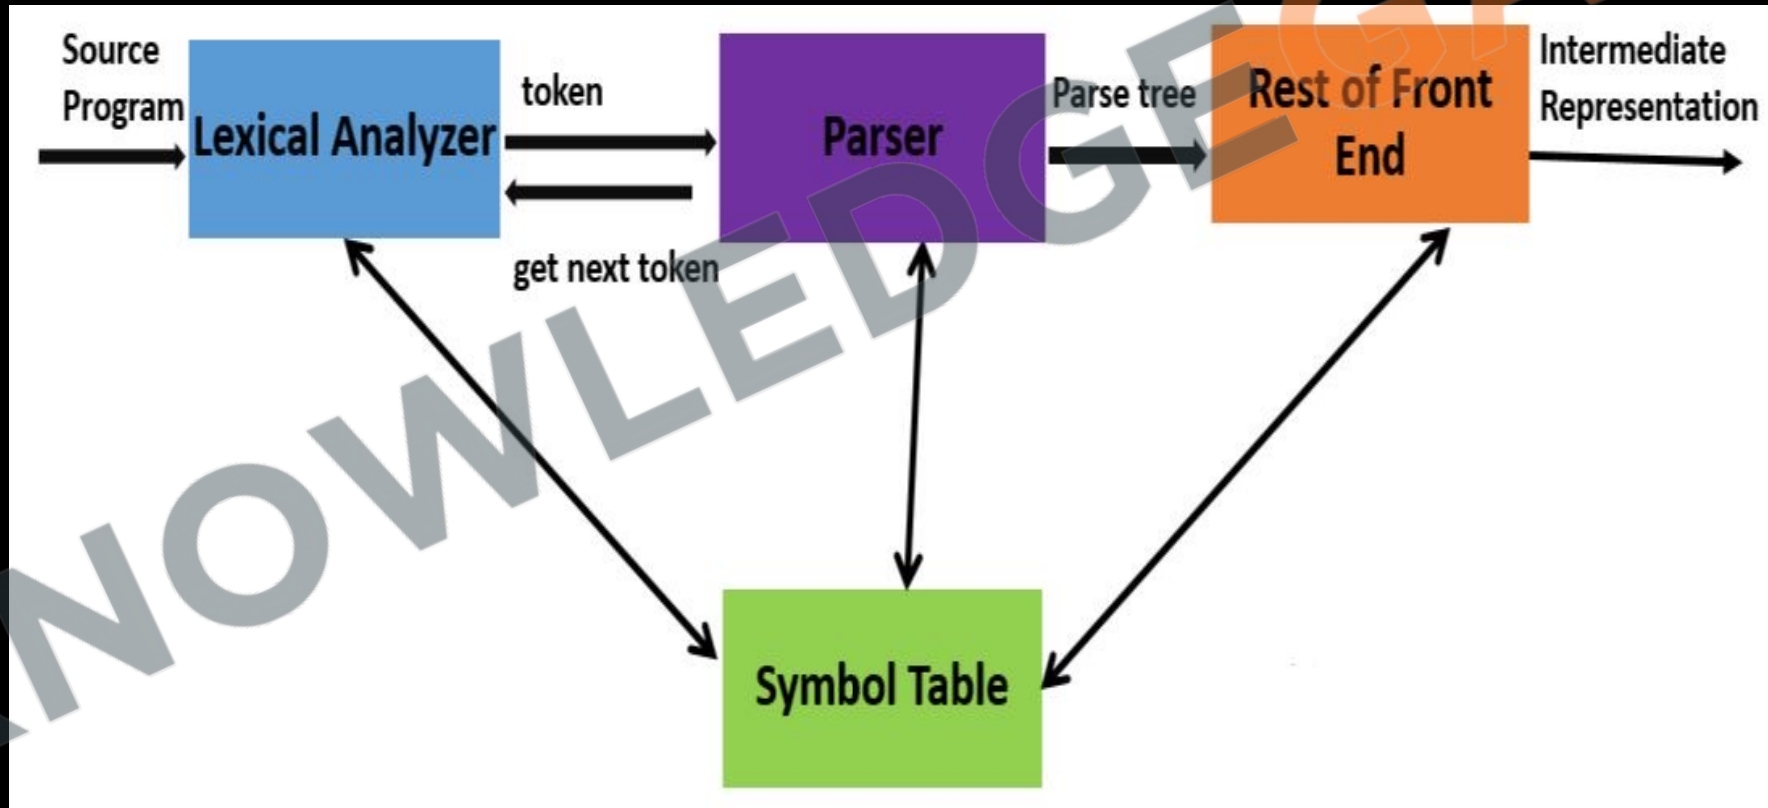 Source
Program
Lexical Analyzer
token
get next token
Parser
Parse tree
Rest of Front
End
Intermediate
Representation
Symbol Table
KNOWLEDGEGA